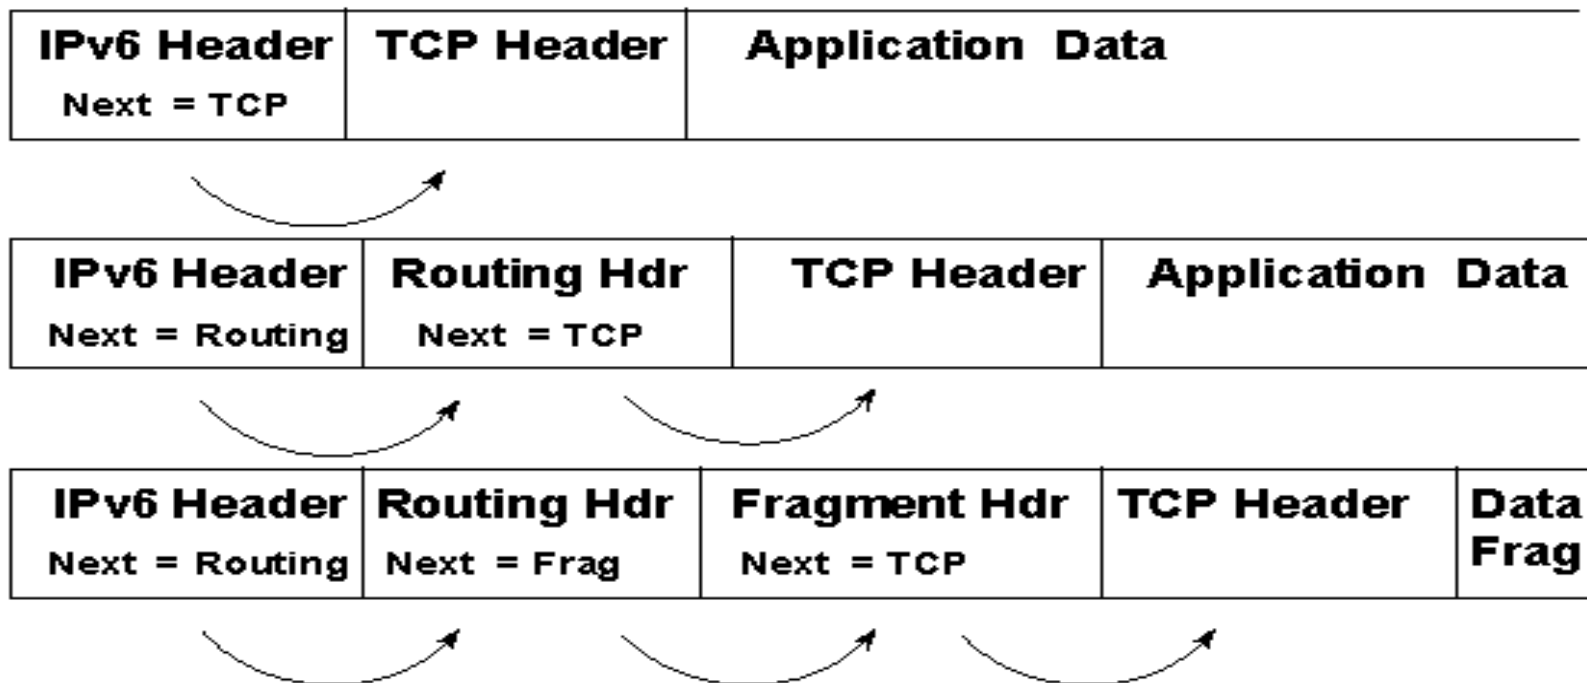 IPv6 Header TCP Header Application Data
Next = TCP
IPv6 Header Routing Hdr TCP Header Application Data
Next = Routing Next = TCP
IPv6 Header Routing Hdr Fragment Hdr TCP Header Data
Frag
Next = Routing Next = Frag Next = TCP